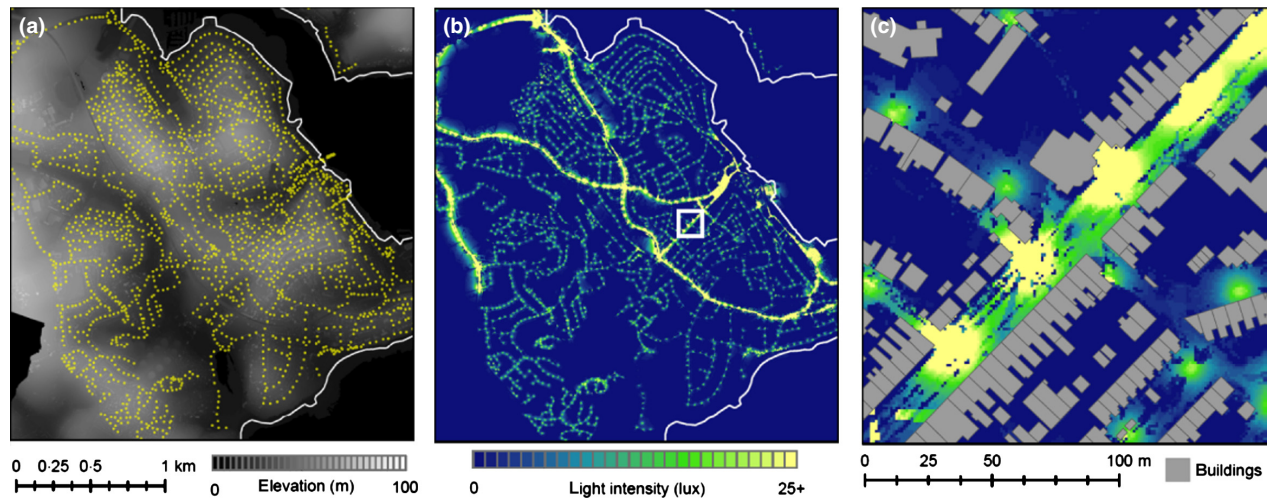 (a)
(b)
(c)
0 0·25 0·5 1 km
0 Elevation (m) 100
0 Light intensity (lux) 25+
0 25 50 100 m
Buildings